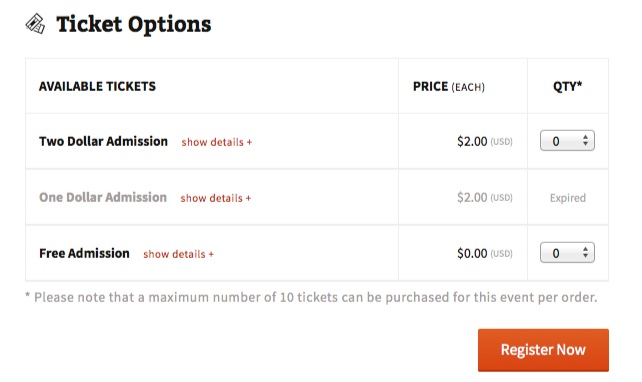 Ticket Options
AVAILABLE TICKETS PRICE (EACH) QTY*
Two Dollar Admission show details + $2.00 (USD) 0
One Dollar Admission show details + $2.00 (USD) Expired
Free Admission show details + $0.00 (USD) 0
* Please note that a maximum number of 10 tickets can be purchased for this event per order.
Register Now